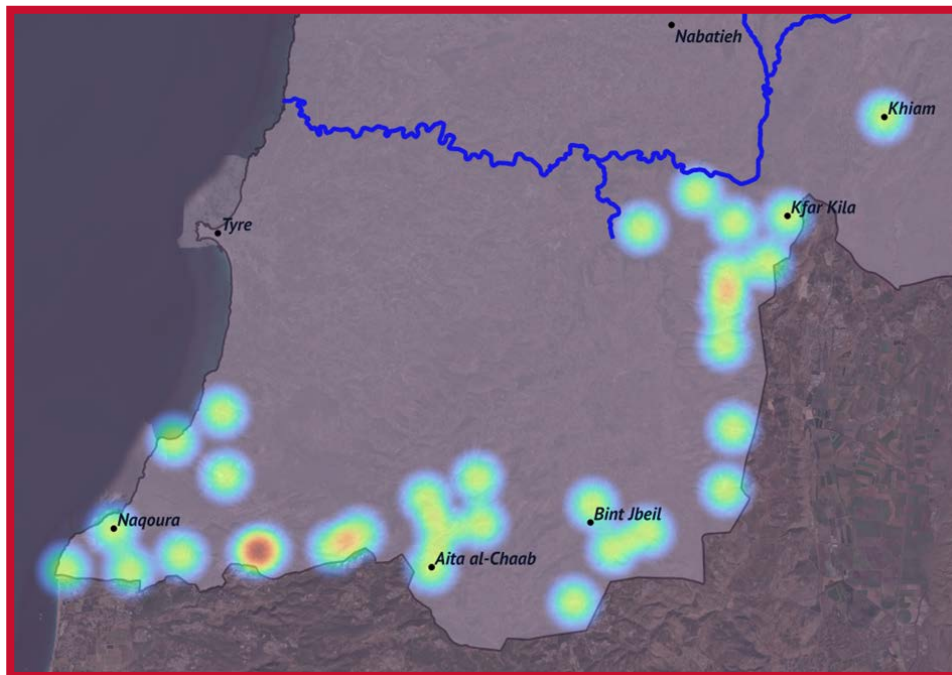 Nabatieh
Khiam
Kfar Kila
Tyre
Naqoura
Bint Jbeil
Aita al-Chaab